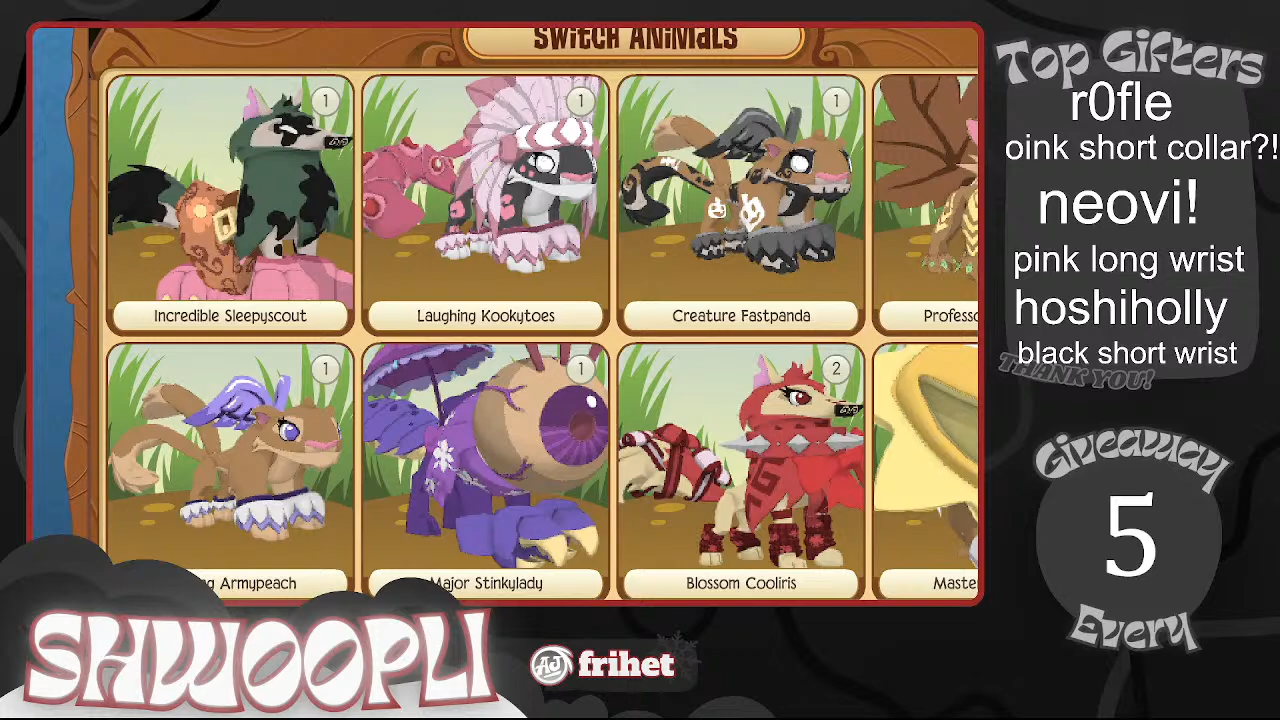 SWITCH ANIMALS
1
1
1
Incredible Sleepyscout
Laughing Kookytoes
Creature Fastpanda
Professo
1
1
2
Armypeach
Major Stinkylady
Blossom Cooliris
Maste
SHWOOPLI
AJ frihet
Top Gifters
r0fle
oink short collar?!
neovi!
pink long wrist
hoshiholly
black short wrist
THANK YOU!
Giveaway
5
Every